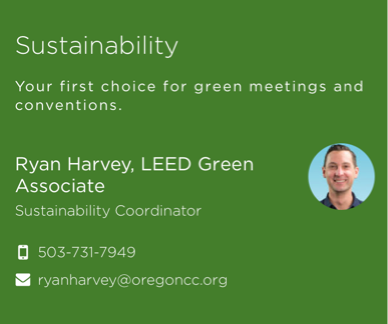 Sustainability
Your first choice for green meetings and
conventions.
Ryan Harvey, LEED Green
Associate
Sustainability Coordinator
503-731-7949
ryanharvey@oregoncc.org